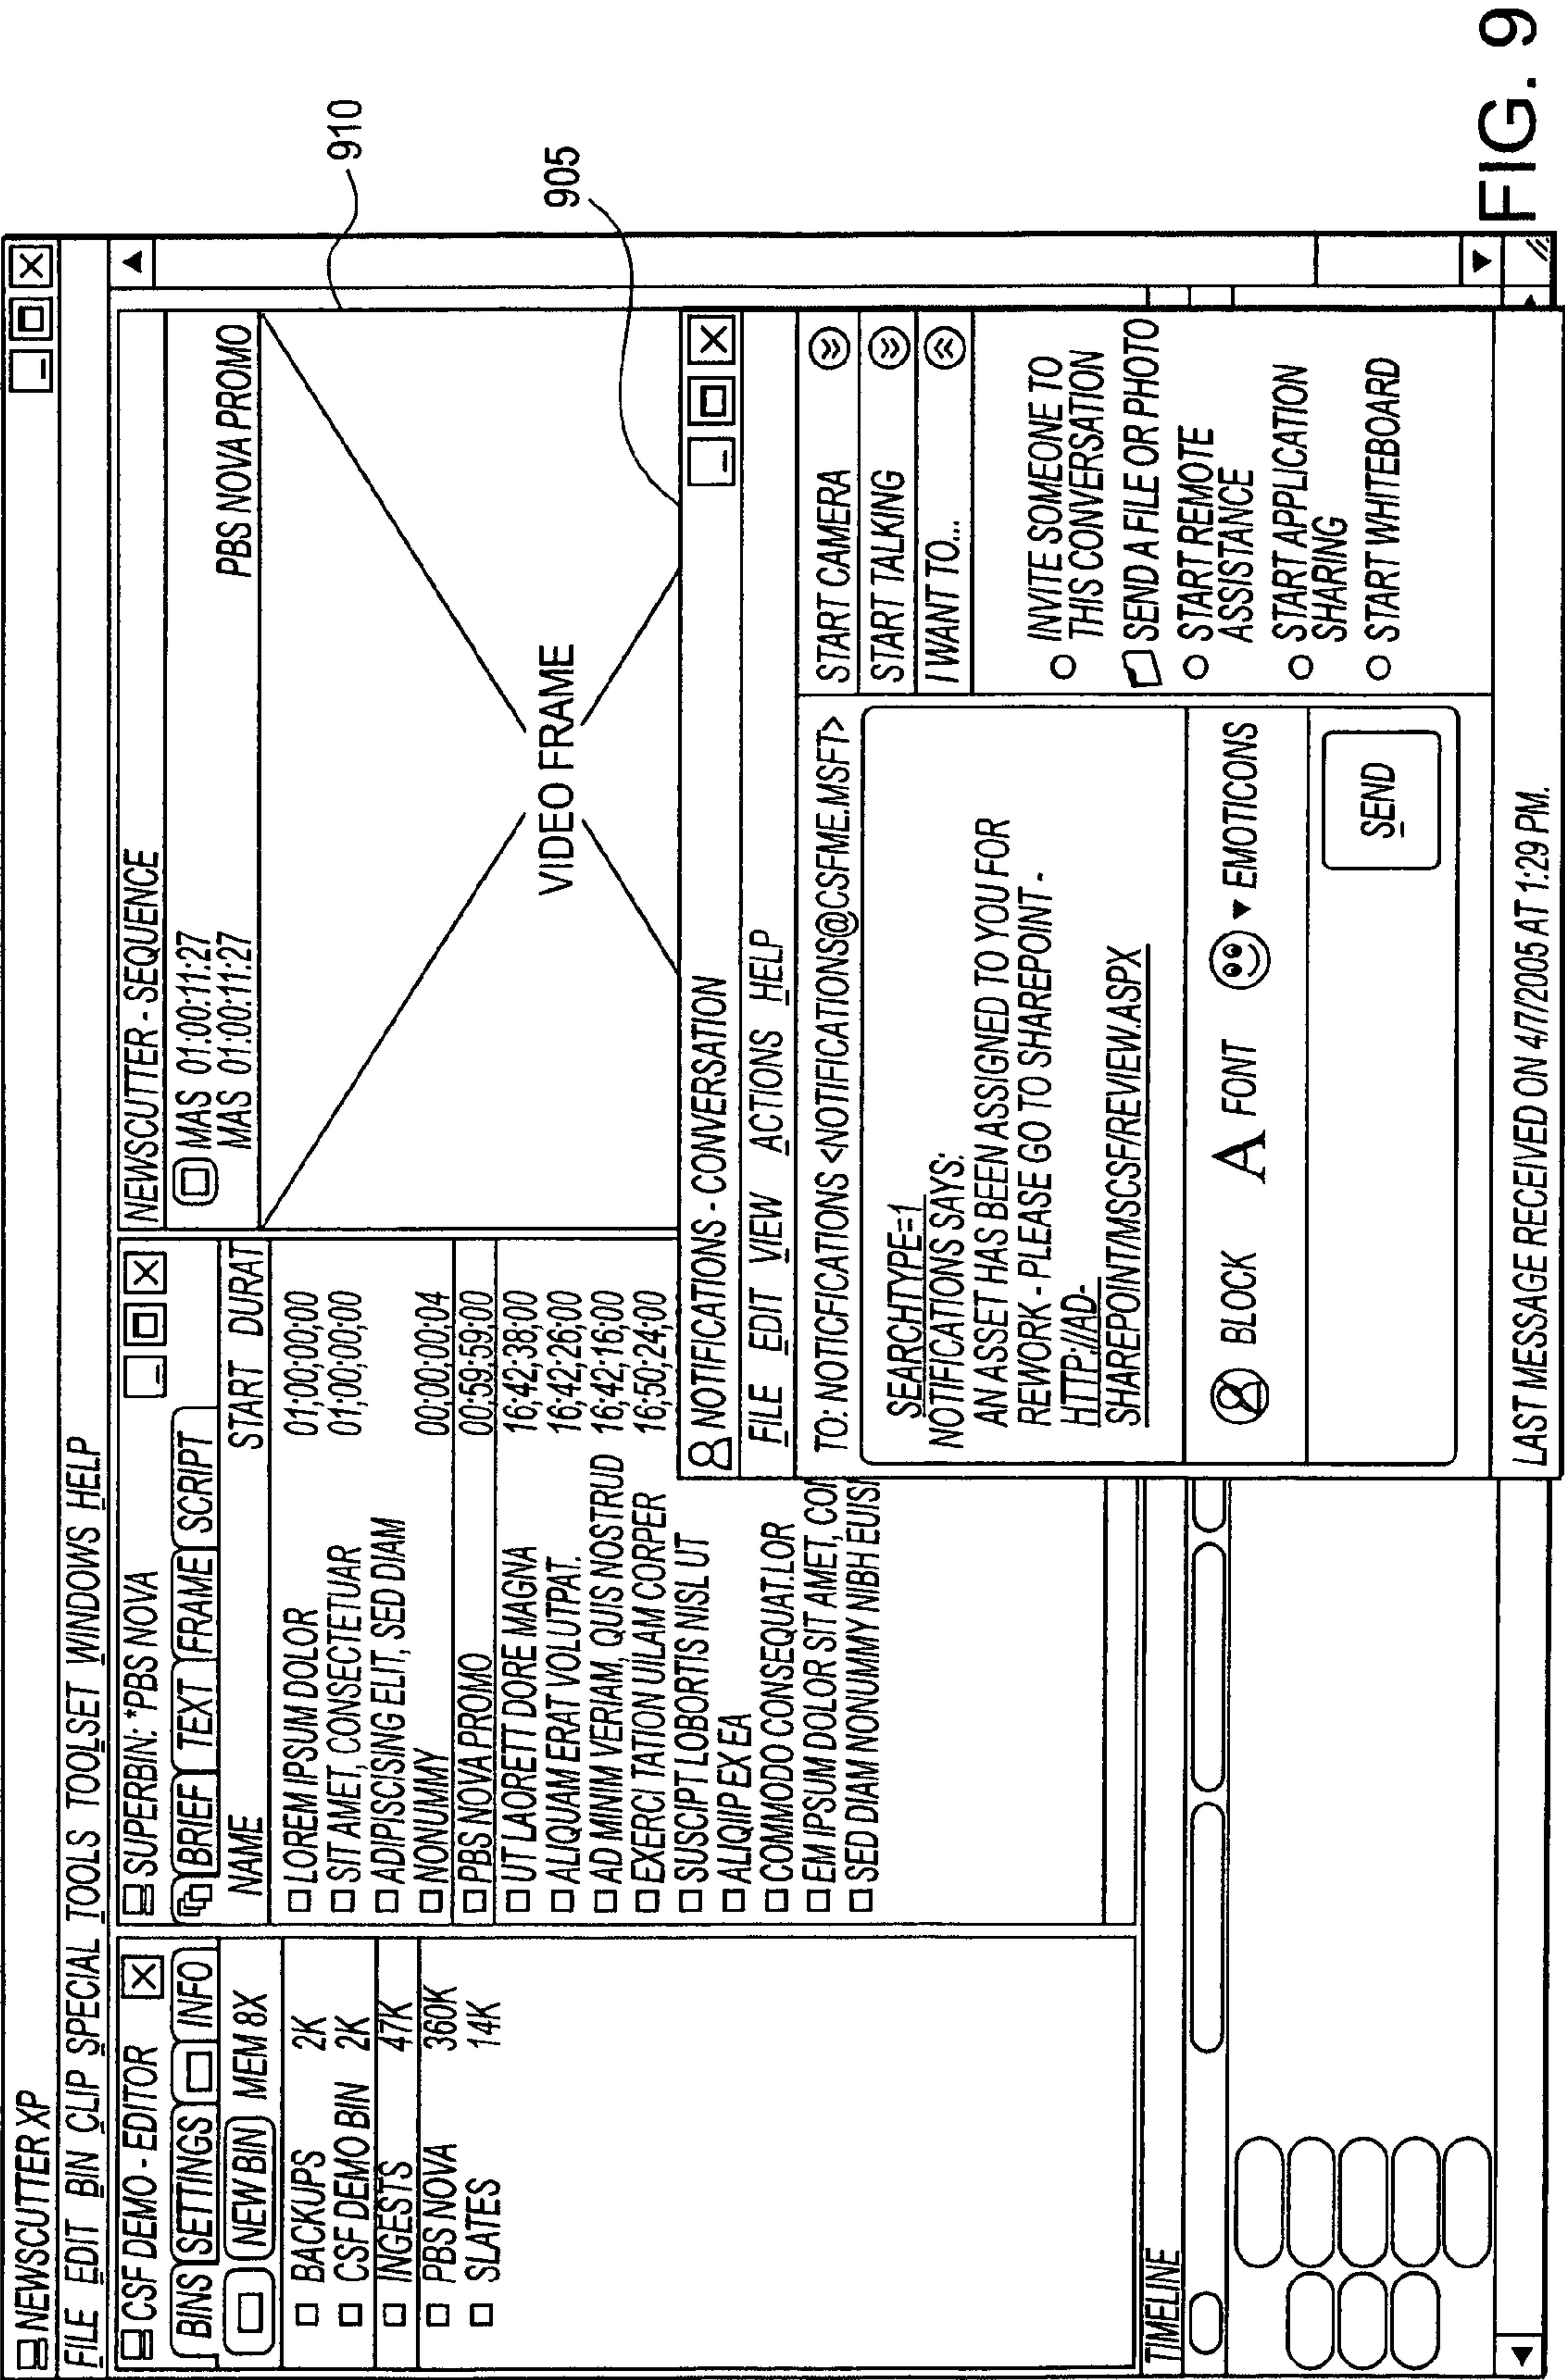 NEWSCUTTER XP
FILE EDIT BIN CLIP SPECIAL TOOLS TOOLSET WINDOWS HELP
CSF DEMO - EDITOR
BINS SETTINGS INFO
NEW BIN MEM 8X
BACKUPS 2K
CSF DEMO BIN 2K
INGESTS 47K
PBS NOVA 360K
SLATES 14K
SUPERBIN: *PBS NOVA
BRIEF TEXT FRAME SCRIPT
NAME START DURAT
LOREM IPSUM DOLOR 01;00;00;00
SIT AMET, CONSECTETUAR 01;00;00;00
ADIPISCISING ELIT, SED DIAM
NONUMMY 00:00:00:04
PBS NOVA PROMO 00:59:59:00
UT LAORETT DORE MAGNA 16;42;38;00
ALIQUAM ERAT VOLUTPAT. 16;42;26;00
AD MINIM VERIAM, QUIS NOSTRUD 16;42;16;00
EXERCI TATION UILAM CORPER 16;50;24;00
SUSCIPT LOBORTIS NISL UT
ALIQIIP EX EA
COMMODO CONSEQUAT.LOR
EM IPSUM DOLOR SIT AMET, CON
SED DIAM NONUMMY NIBH EUISI
NEWSCUTTER - SEQUENCE
MAS 01:00:11:27
MAS 01:00:11:27
PBS NOVA PROMO
VIDEO FRAME
910
905
NOTIFICATIONS - CONVERSATION
FILE EDIT VIEW ACTIONS HELP
TO: NOTICFICATIONS <NOTIFICATIONS@CSFME.MSFT>
SEARCHTYPE=1
NOTIFICATIONS SAYS:
AN ASSET HAS BEEN ASSIGNED TO YOU FOR
REWORK - PLEASE GO TO SHAREPOINT -
HTTP://AD-
SHAREPOINT/MSCSF/REVIEW.ASPX
BLOCK A FONT EMOTICONS
SEND
START CAMERA
START TALKING
I WANT TO...
INVITE SOMEONE TO
THIS CONVERSATION
SEND A FILE OR PHOTO
START REMOTE
ASSISTANCE
START APPLICATION
SHARING
START WHITEBOARD
LAST MESSAGE RECEIVED ON 4/7/2005 AT 1:29 PM.
TIMELINE
FIG. 9